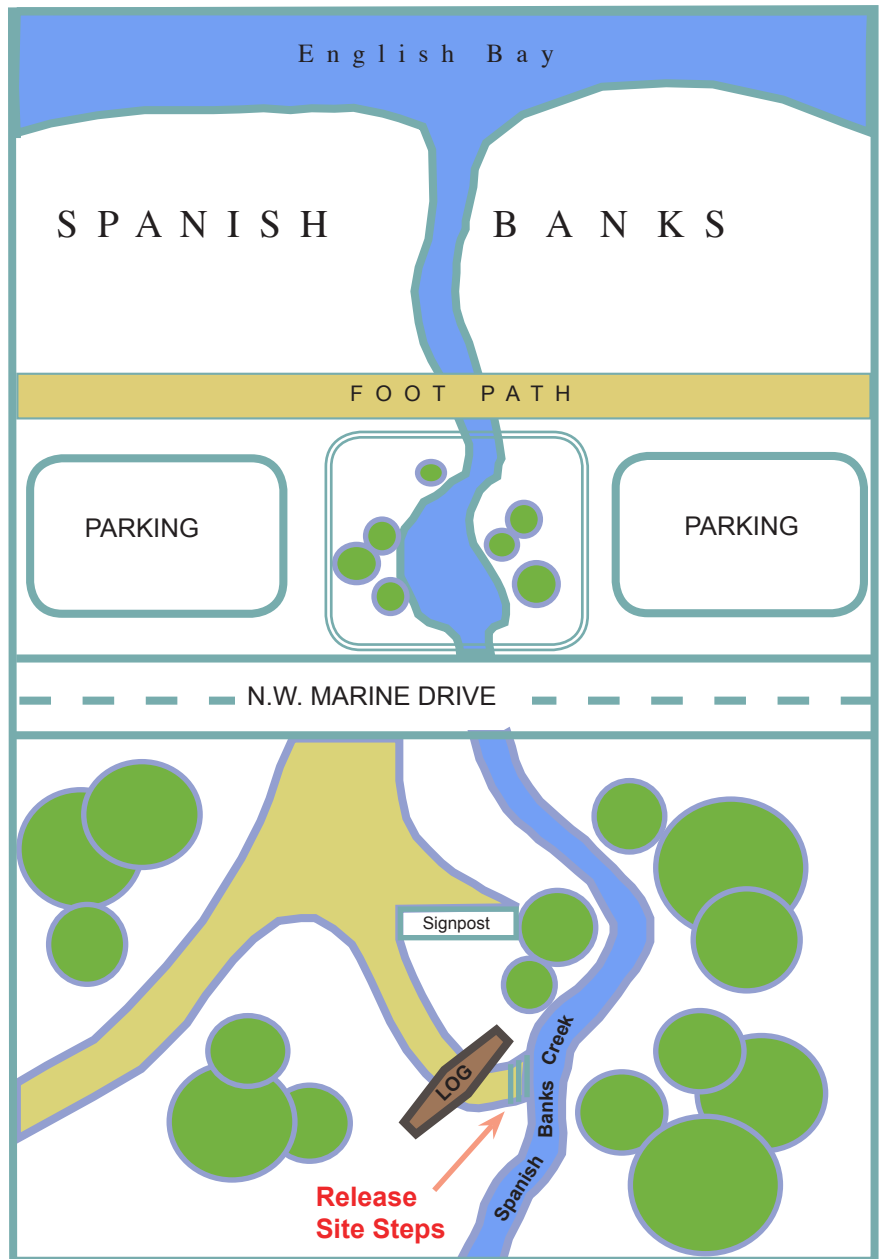 English Bay
SPANISH BANKS
FOOT PATH
PARKING
PARKING
N.W. MARINE DRIVE
Signpost
LOG
Spanish Banks Creek
Release
Site Steps